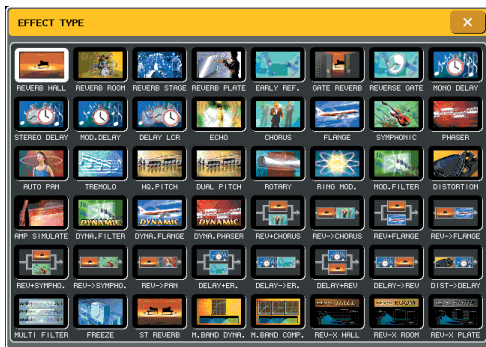 EFFECT TYPE
REVERB HALL REVERB ROOM REVERB STAGE REVERB PLATE EARLY REF. GATE REVERB REVERSE GATE MONO DELAY
STEREO DELAY MOD.DELAY DELAY LCR ECHO CHORUS FLANGE SYMPHONIC PHASER
AUTO PAN TREMOLO HQ.PITCH DUAL PITCH ROTARY RING MOD. MOD.FILTER DISTORTION
DYNAMIC DYNAMIC DYNAMIC
AMP SIMULATE DYNA.FILTER DYNA.FLANGE DYNA.PHASER REV+CHORUS REV->CHORUS REV+FLANGE REV->FLANGE
REV+SYMPHO. REV->SYMPHO. REV->PAN DELAY+ER. DELAY->ER. DELAY+REV DELAY->REV DIST->DELAY
MULTI FILTER FREEZE ST REVERB M.BAND DYNA. M.BAND COMP. REV-X HALL REV-X ROOM REV-X PLATE